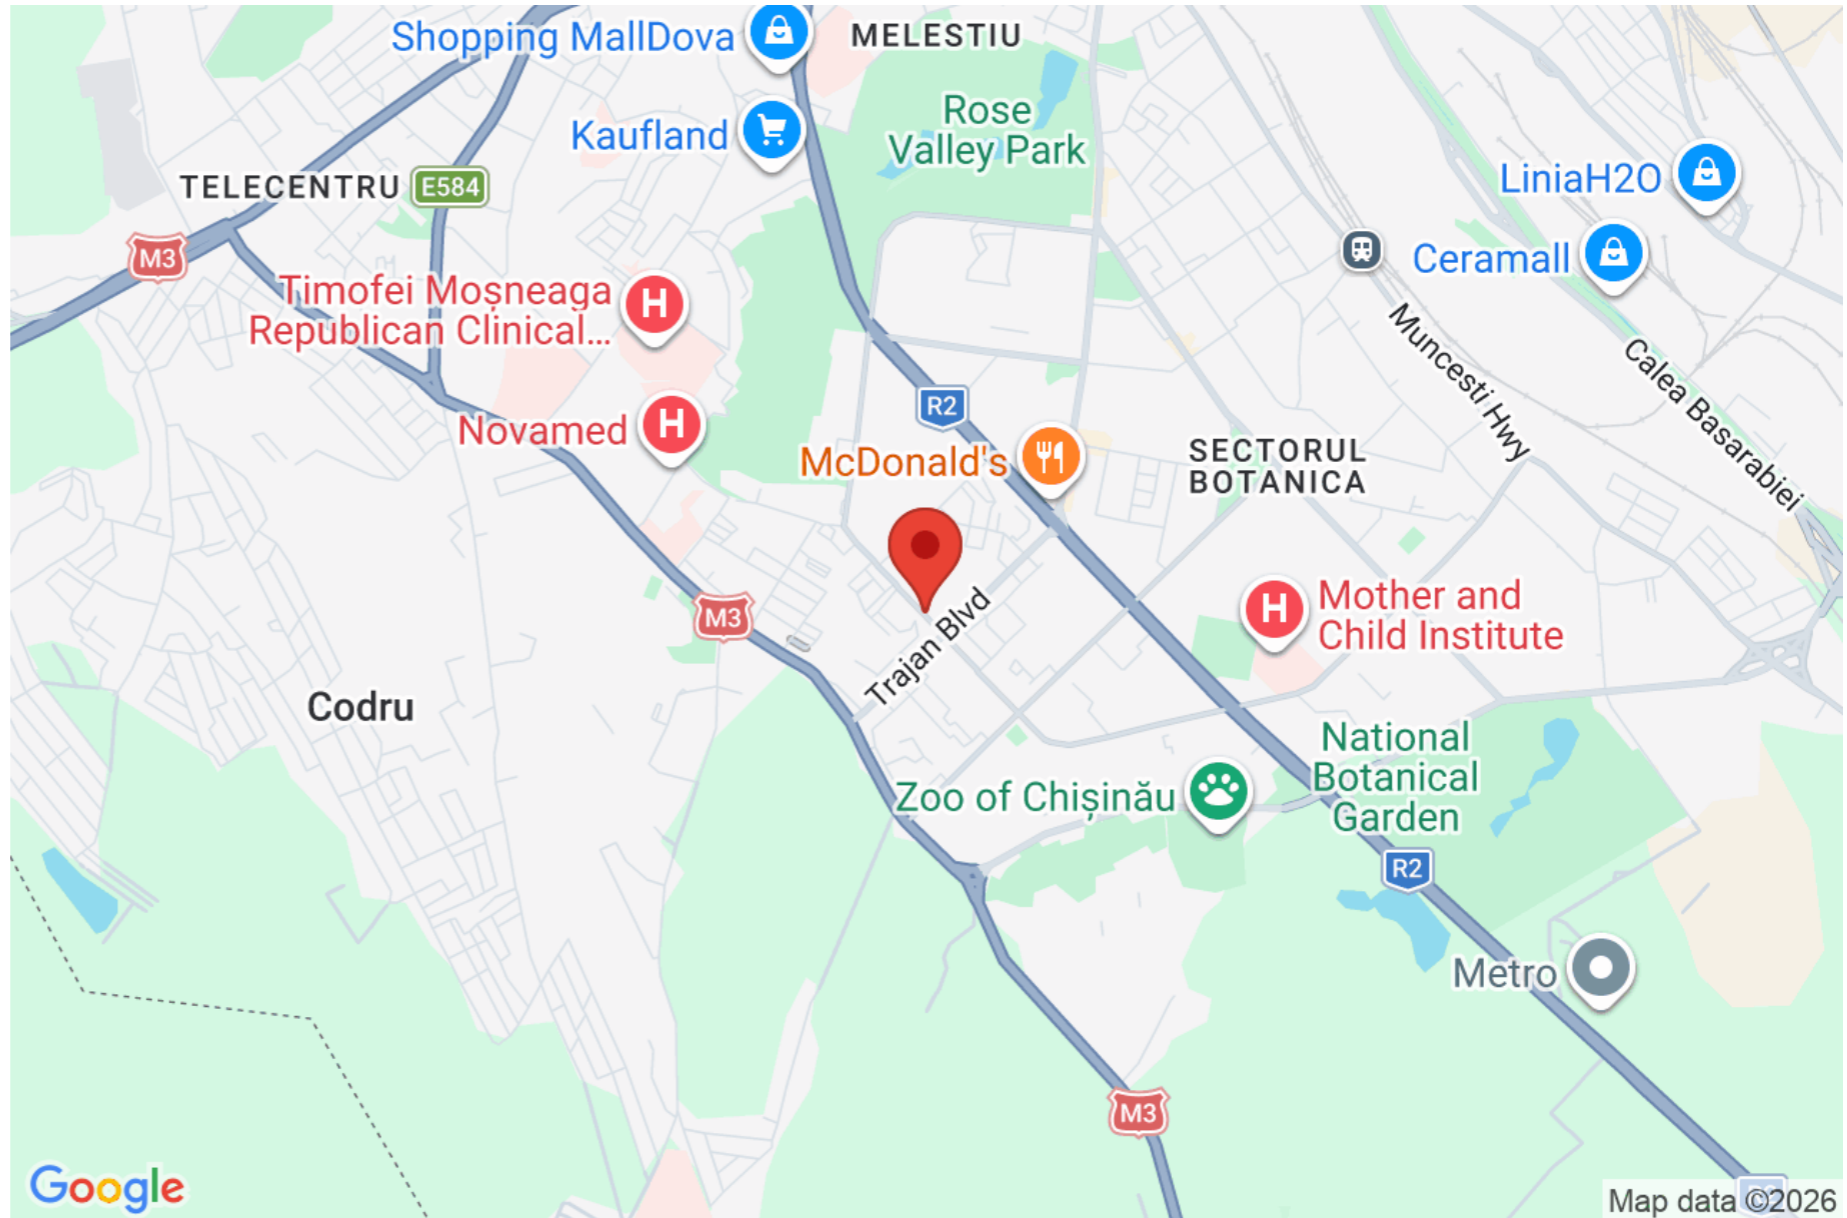 Shopping MallDova
MELESTIU
Rose
Valley Park
Kaufland
TELECENTRU
E584
LiniaH2O
M3
Ceramall
Timofei Moșneaga
Republican Clinical...
Muncesti Hwy
Calea Basarabiei
R2
Novamed
McDonald's
SECTORUL
BOTANICA
Mother and
Child Institute
M3
Trajan Blvd
Codru
National
Botanical
Garden
Zoo of Chișinău
R2
Metro
M3
Google
Map data ©2026